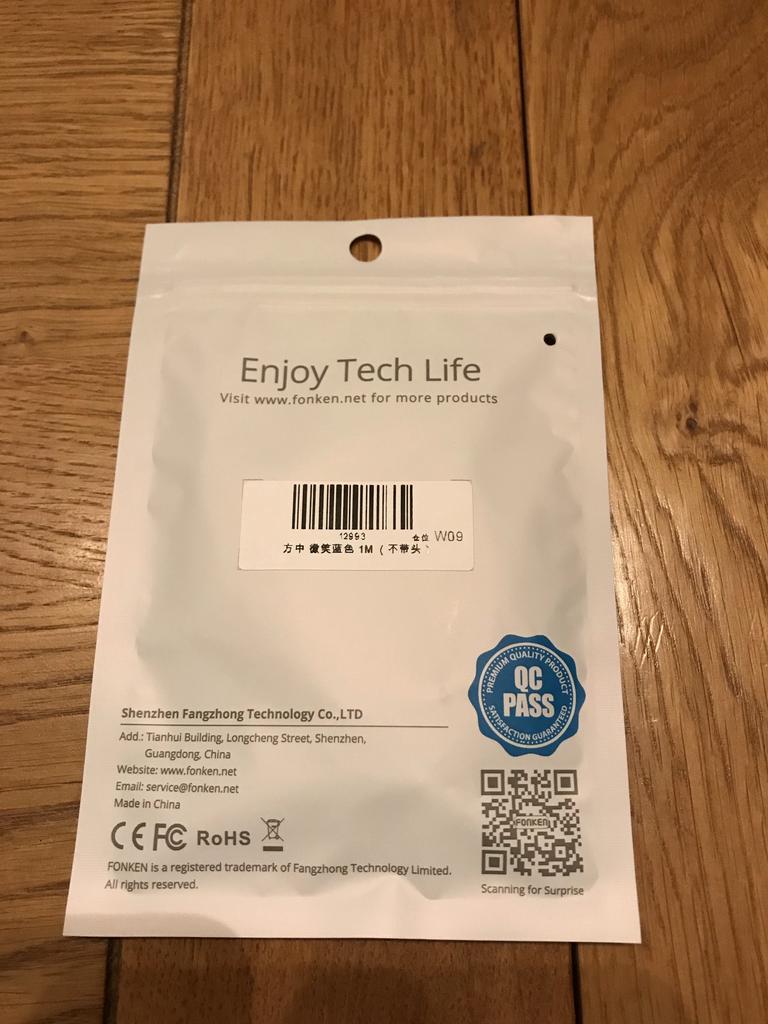 Enjoy Tech Life
Visit www.fonken.net for more products
12993
仓位 W09
方中 微笑蓝色 1M ( 不带头
PREMIUM QUALITY PRODUCT
QC
PASS
SATISFACTION GUARANTEED
Shenzhen Fangzhong Technology Co.,LTD
Add.: Tianhui Building, Longcheng Street, Shenzhen,
Guangdong, China
Website: www.fonken.net
Email: service@fonken.net
Made in China
CE FC RoHS
FONKEN
FONKEN is a registered trademark of Fangzhong Technology Limited.
All rights reserved.
Scanning for Surprise